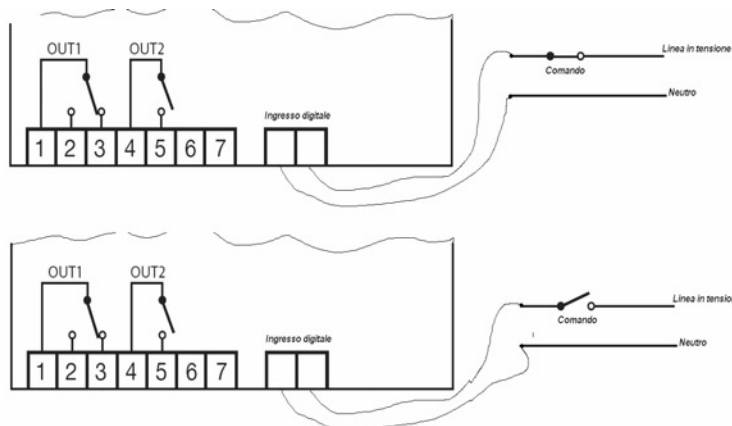 OUT1 OUT2
Linea in tensione
Comando
Neutro
Ingresso digitale
1 2 3 4 5 6 7
OUT1 OUT2
Linea in tensio
Comando
Neutro
Ingresso digitale
1 2 3 4 5 6 7